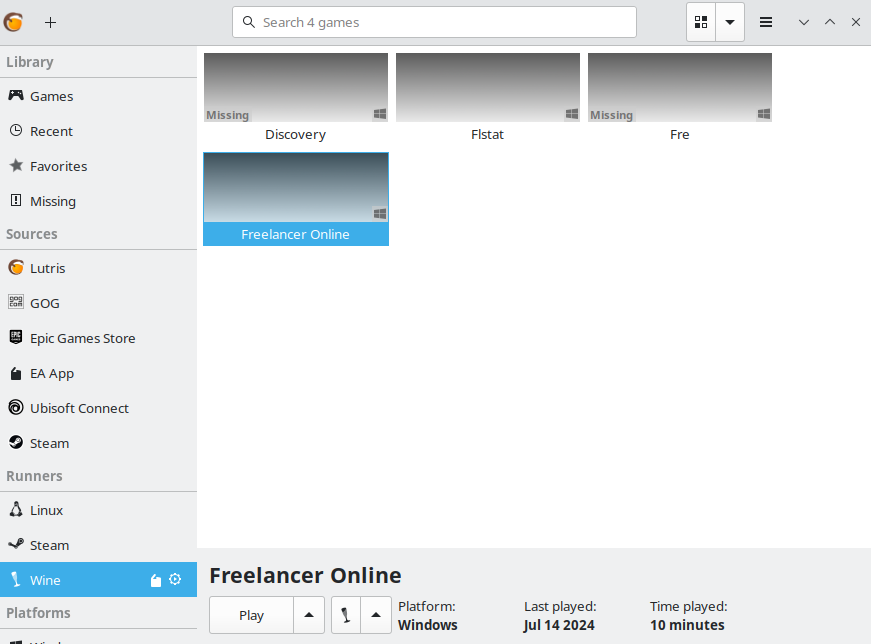 Search 4 games
Library
Games
Recent
Favorites
Missing
Sources
Lutris
GOG
Epic Games Store
EA App
Ubisoft Connect
Steam
Runners
Linux
Steam
Wine
Platforms
Missing
Missing
Discovery
Flstat
Fre
Freelancer Online
Freelancer Online
Play
Platform:
Windows
Last played:
Jul 14 2024
Time played:
10 minutes